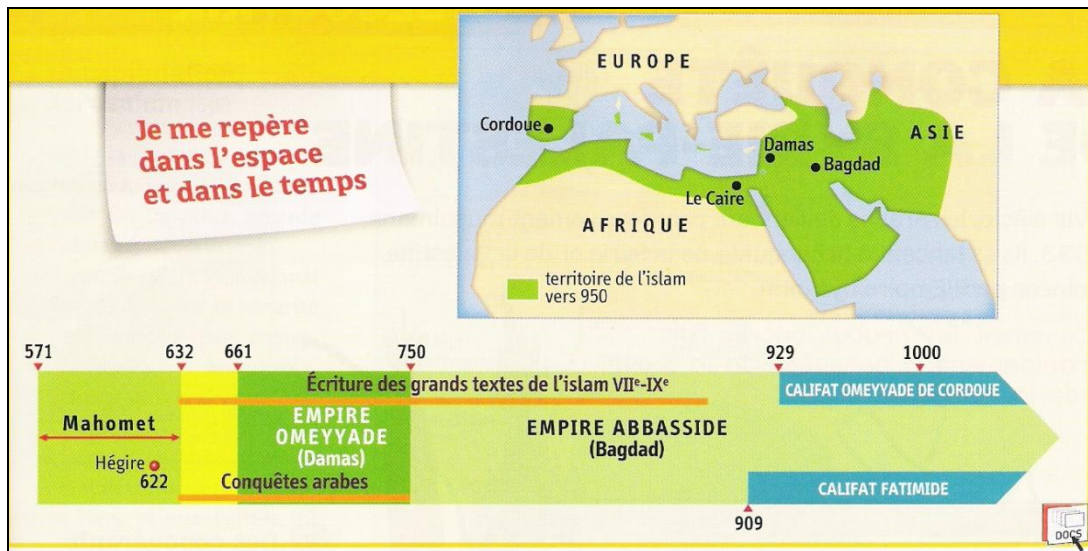 Je me repère
dans l'espace
et dans le temps
EUROPE
ASIE
AFRIQUE
Cordoue
Damas
Bagdad
Le Caire
territoire de l'islam
vers 950
571
632
661
750
929
1000
Écriture des grands textes de l'islam VIIe-IXe
CALIFAT OMEYYADE DE CORDOUE
Mahomet
EMPIRE
OMEYYADE
(Damas)
EMPIRE ABBASSIDE
(Bagdad)
Hégire
622
Conquêtes arabes
CALIFAT FATIMIDE
909
DOCS